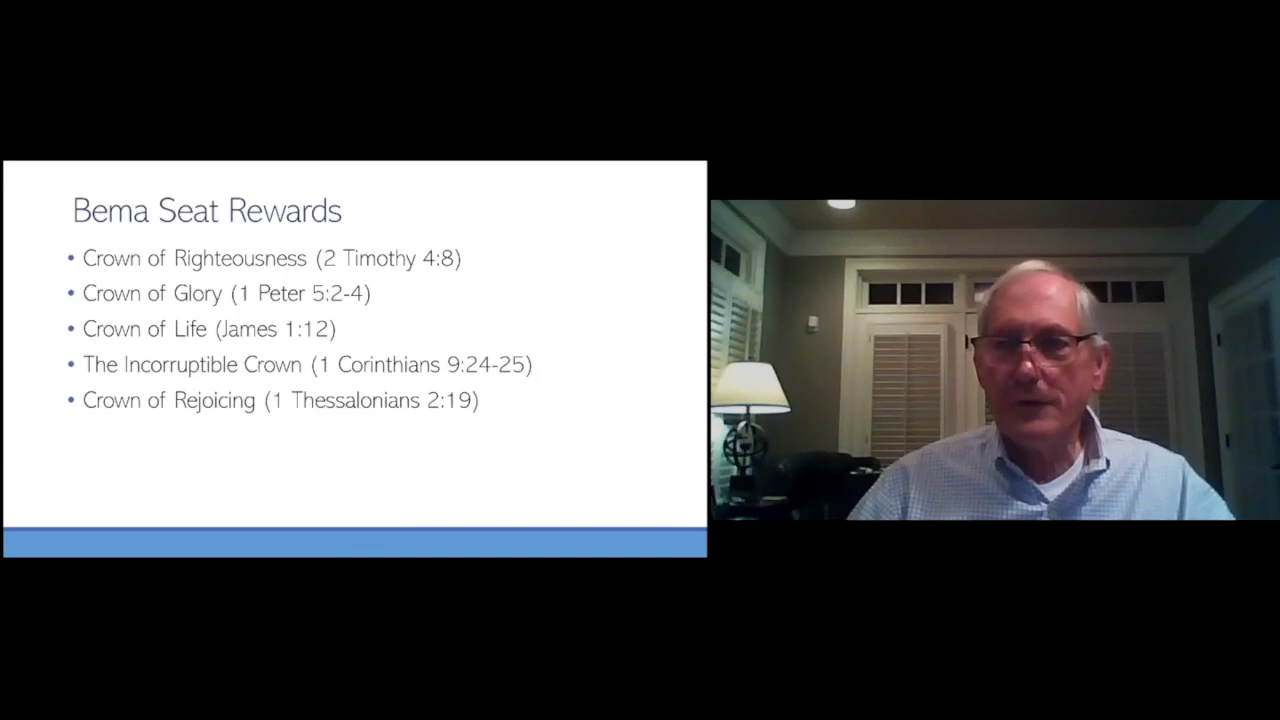 Bema Seat Rewards
• Crown of Righteousness (2 Timothy 4:8)
• Crown of Glory (1 Peter 5:2-4)
• Crown of Life (James 1:12)
• The Incorruptible Crown (1 Corinthians 9:24-25)
• Crown of Rejoicing (1 Thessalonians 2:19)